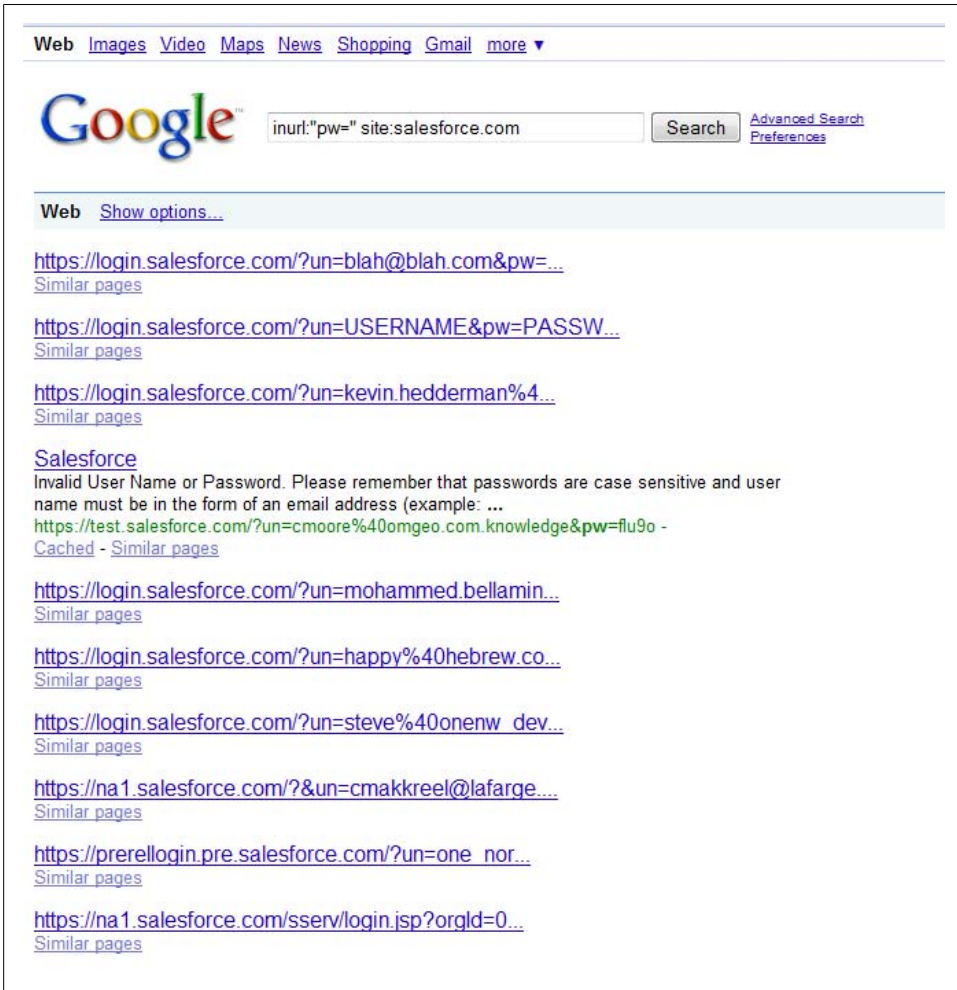 Web Images Video Maps News Shopping Gmail more ▼
Google™
inurl:"pw=" site:salesforce.com
Search
Advanced Search
Preferences
Web Show options...
https://login.salesforce.com/?un=blah@blah.com&pw=...
Similar pages
https://login.salesforce.com/?un=USERNAME&pw=PASSW...
Similar pages
https://login.salesforce.com/?un=kevin.hedderman%4...
Similar pages
Salesforce
Invalid User Name or Password. Please remember that passwords are case sensitive and user
name must be in the form of an email address (example: ...
https://test.salesforce.com/?un=cmoore%40omgeo.com.knowledge&pw=flu9o -
Cached - Similar pages
https://login.salesforce.com/?un=mohammed.bellamin...
Similar pages
https://login.salesforce.com/?un=happy%40hebrew.co...
Similar pages
https://login.salesforce.com/?un=steve%40onenw_dev...
Similar pages
https://na1.salesforce.com/?&un=cmakkreel@lafarge....
Similar pages
https://prerellogin.pre.salesforce.com/?un=one_nor...
Similar pages
https://na1.salesforce.com/sserv/login.jsp?orgId=0...
Similar pages